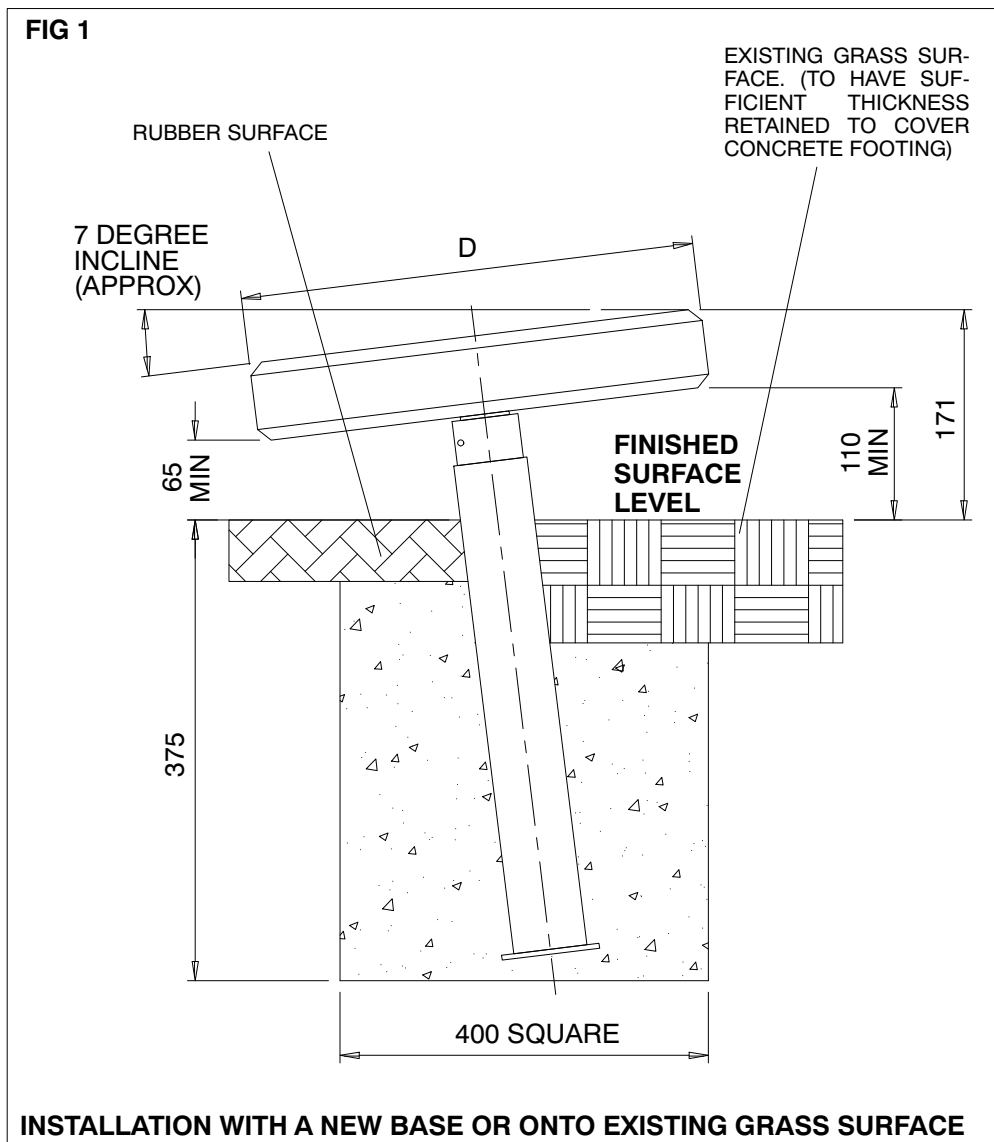 FIG 1
EXISTING GRASS SUR-
FACE. (TO HAVE SUF-
FICIENT THICKNESS
RETAINED TO COVER
CONCRETE FOOTING)
RUBBER SURFACE
7 DEGREE
INCLINE
(APPROX)
D
65
MIN
FINISHED
SURFACE
LEVEL
110
MIN
171
375
400 SQUARE
INSTALLATION WITH A NEW BASE OR ONTO EXISTING GRASS SURFACE